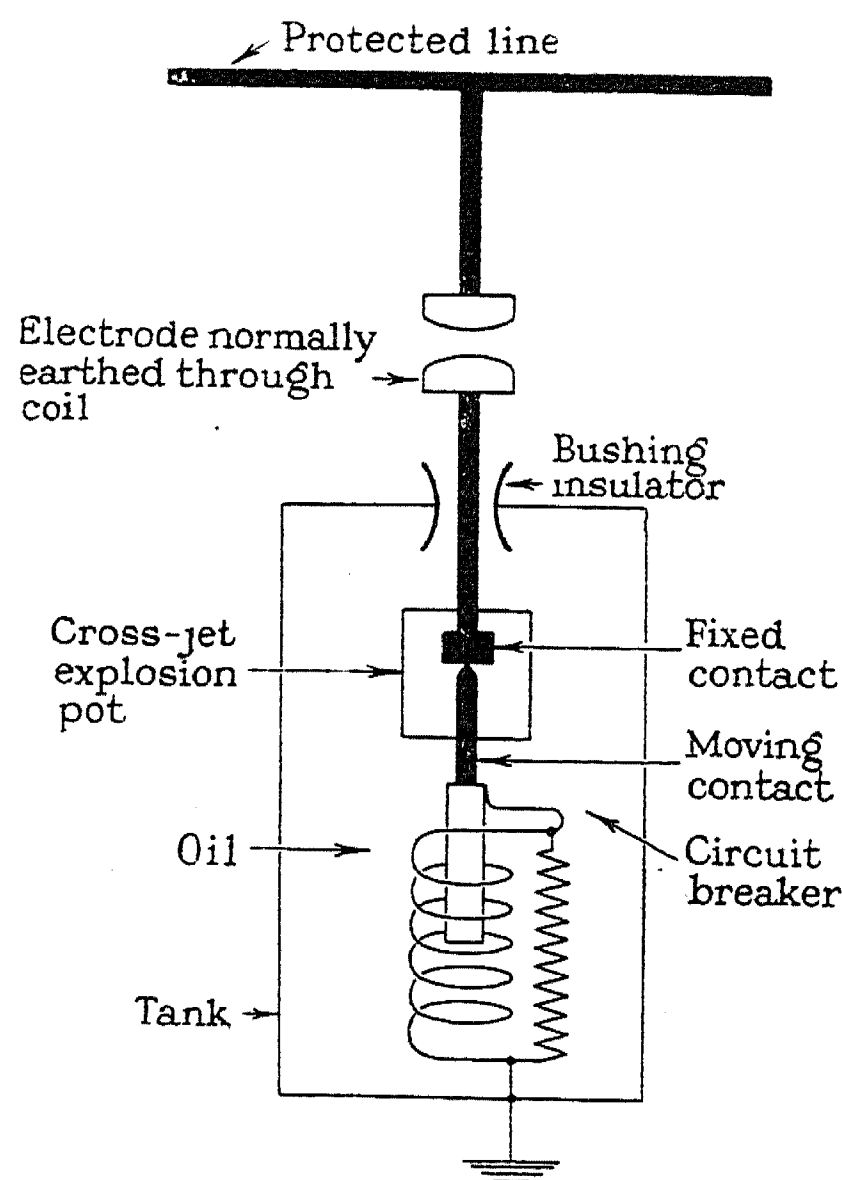 Protected line
Electrode normally
earthed through
coil
Bushing
insulator
Cross-jet
explosion
pot
Fixed
contact
Moving
contact
Oil
Circuit
breaker
Tank